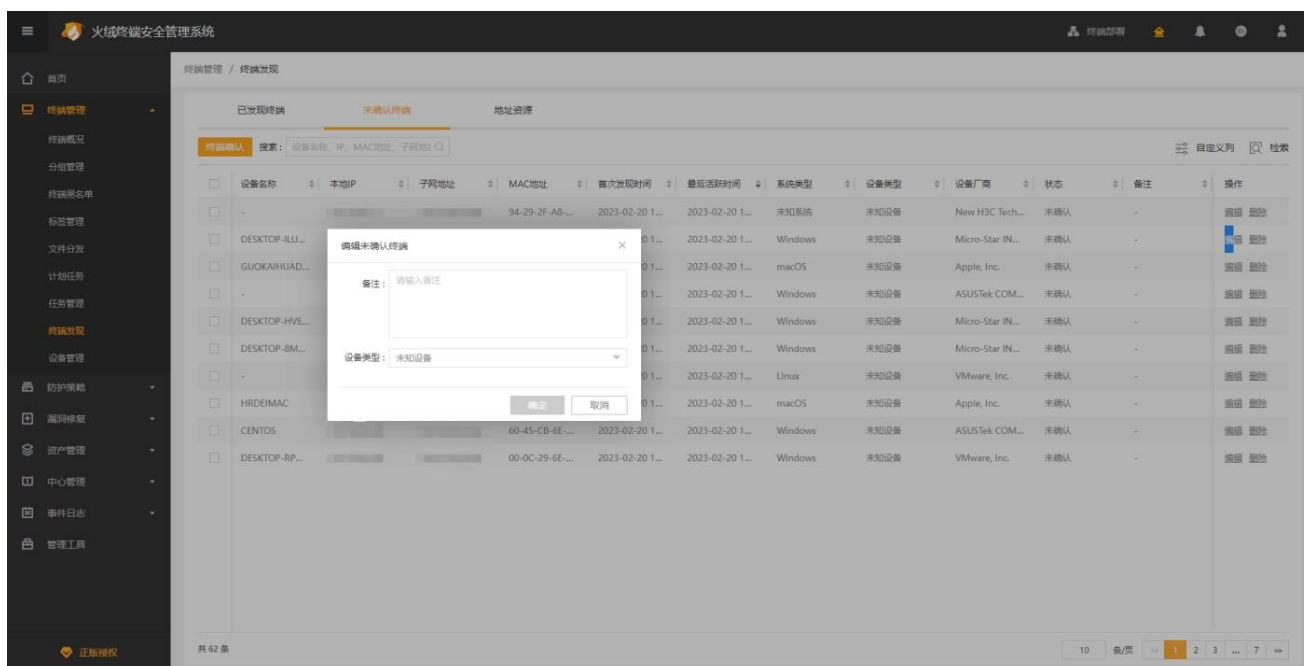 火绒终端安全管理系统
终端部署
首页
终端管理
终端概况
分组管理
终端黑名单
标签管理
文件分发
计划任务
任务管理
终端发现
设备管理
防护策略
漏洞修复
资产管理
中心管理
事件日志
管理工具
正版授权
终端管理 / 终端发现
已发现终端 未确认终端 地址资源
终端确认 搜索: 设备名称、IP、MAC地址、子网地址 自定义列 检索
设备名称 本地IP 子网地址 MAC地址 首次发现时间 最后活跃时间 系统类型 设备类型 设备厂商 状态 备注 操作
- 94-29-2F-A8-... 2023-02-20 1... 2023-02-20 1... 未知系统 未知设备 New H3C Tech... 未确认 - 编辑 删除
DESKTOP-ILU... 0 1... 2023-02-20 1... Windows 未知设备 Micro-Star IN... 未确认 - 编辑 删除
GUOKAIHUAD... 0 1... 2023-02-20 1... macOS 未知设备 Apple, Inc. 未确认 - 编辑 删除
- 0 1... 2023-02-20 1... Windows 未知设备 ASUSTek COM... 未确认 - 编辑 删除
DESKTOP-HVE... 0 1... 2023-02-20 1... Windows 未知设备 Micro-Star IN... 未确认 - 编辑 删除
DESKTOP-8M... 0 1... 2023-02-20 1... Windows 未知设备 Micro-Star IN... 未确认 - 编辑 删除
- 0 1... 2023-02-20 1... Linux 未知设备 VMware, Inc. 未确认 - 编辑 删除
HRDEIMAC 0 1... 2023-02-20 1... macOS 未知设备 Apple, Inc. 未确认 - 编辑 删除
CENTOS 60-45-CB-6E-... 2023-02-20 1... 2023-02-20 1... Windows 未知设备 ASUSTek COM... 未确认 - 编辑 删除
DESKTOP-RP... 00-0C-29-6E-... 2023-02-20 1... 2023-02-20 1... Windows 未知设备 VMware, Inc. 未确认 - 编辑 删除
编辑未确认终端
备注: 请输入备注
设备类型: 未知设备
确定 取消
共 62 条 10 条/页 1 2 3 ... 7